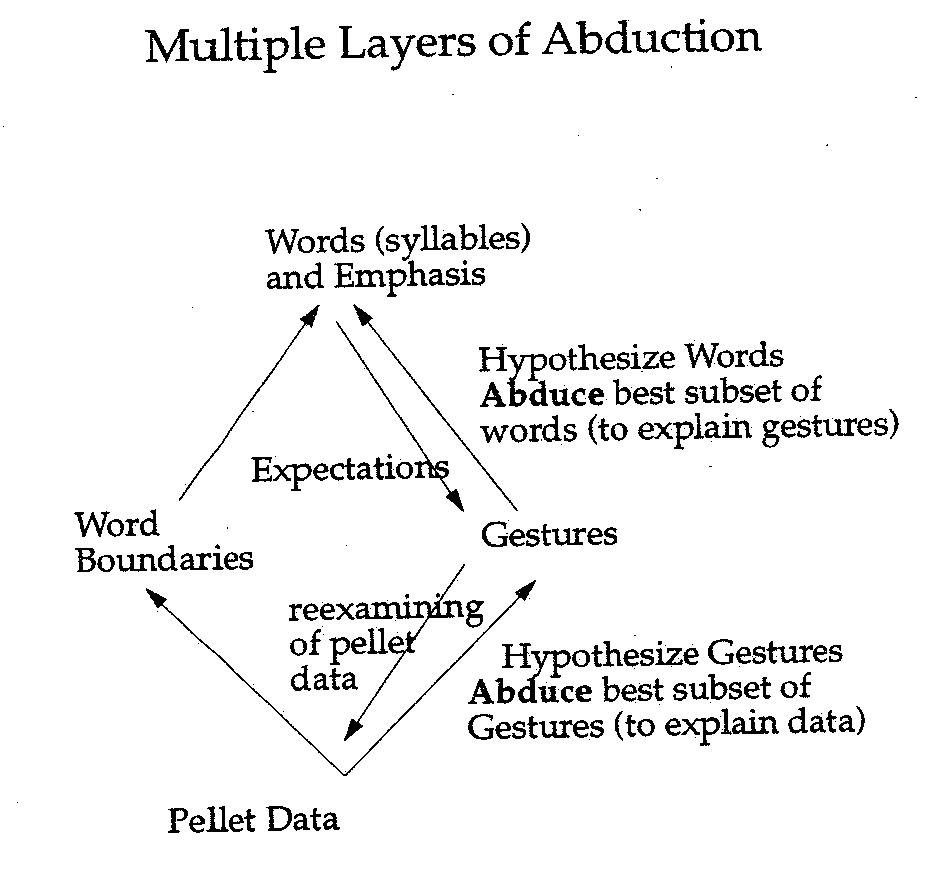 Multiple Layers of Abduction
Words (syllables)
and Emphasis
Hypothesize Words
Abduce best subset of
words (to explain gestures)
Expectations
Word
Boundaries
Gestures
reexamining
of pellet
data
Hypothesize Gestures
Abduce best subset of
Gestures (to explain data)
Pellet Data